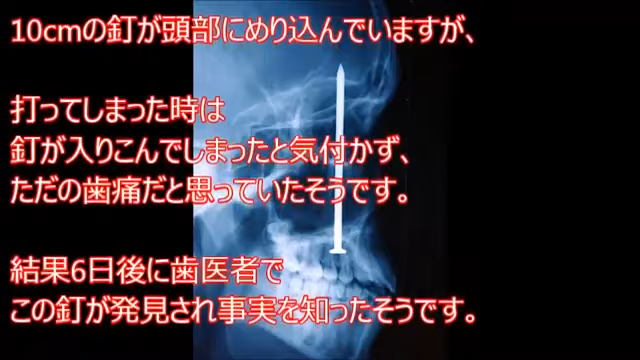 10cmの釘が頭部にめり込んでいますが、
打ってしまった時は
釘が入りこんでしまったと気付かず、
ただの歯痛だと思っていたそうです。
結果6日後に歯医者で
この釘が発見され事実を知ったそうです。